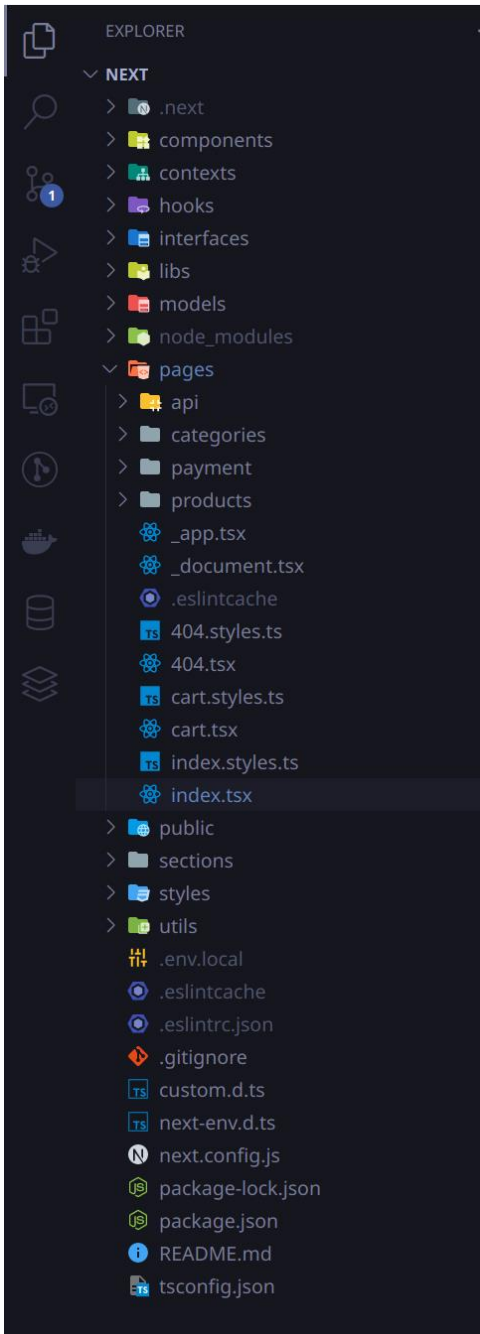 EXPLORER
NEXT
.next
components
contexts
hooks
interfaces
libs
models
node_modules
pages
api
categories
payment
products
_app.tsx
_document.tsx
.eslintcache
404.styles.ts
404.tsx
cart.styles.ts
cart.tsx
index.styles.ts
index.tsx
public
sections
styles
utils
.env.local
.eslintcache
.eslintrc.json
.gitignore
custom.d.ts
next-env.d.ts
next.config.js
package-lock.json
package.json
README.md
tsconfig.json
1